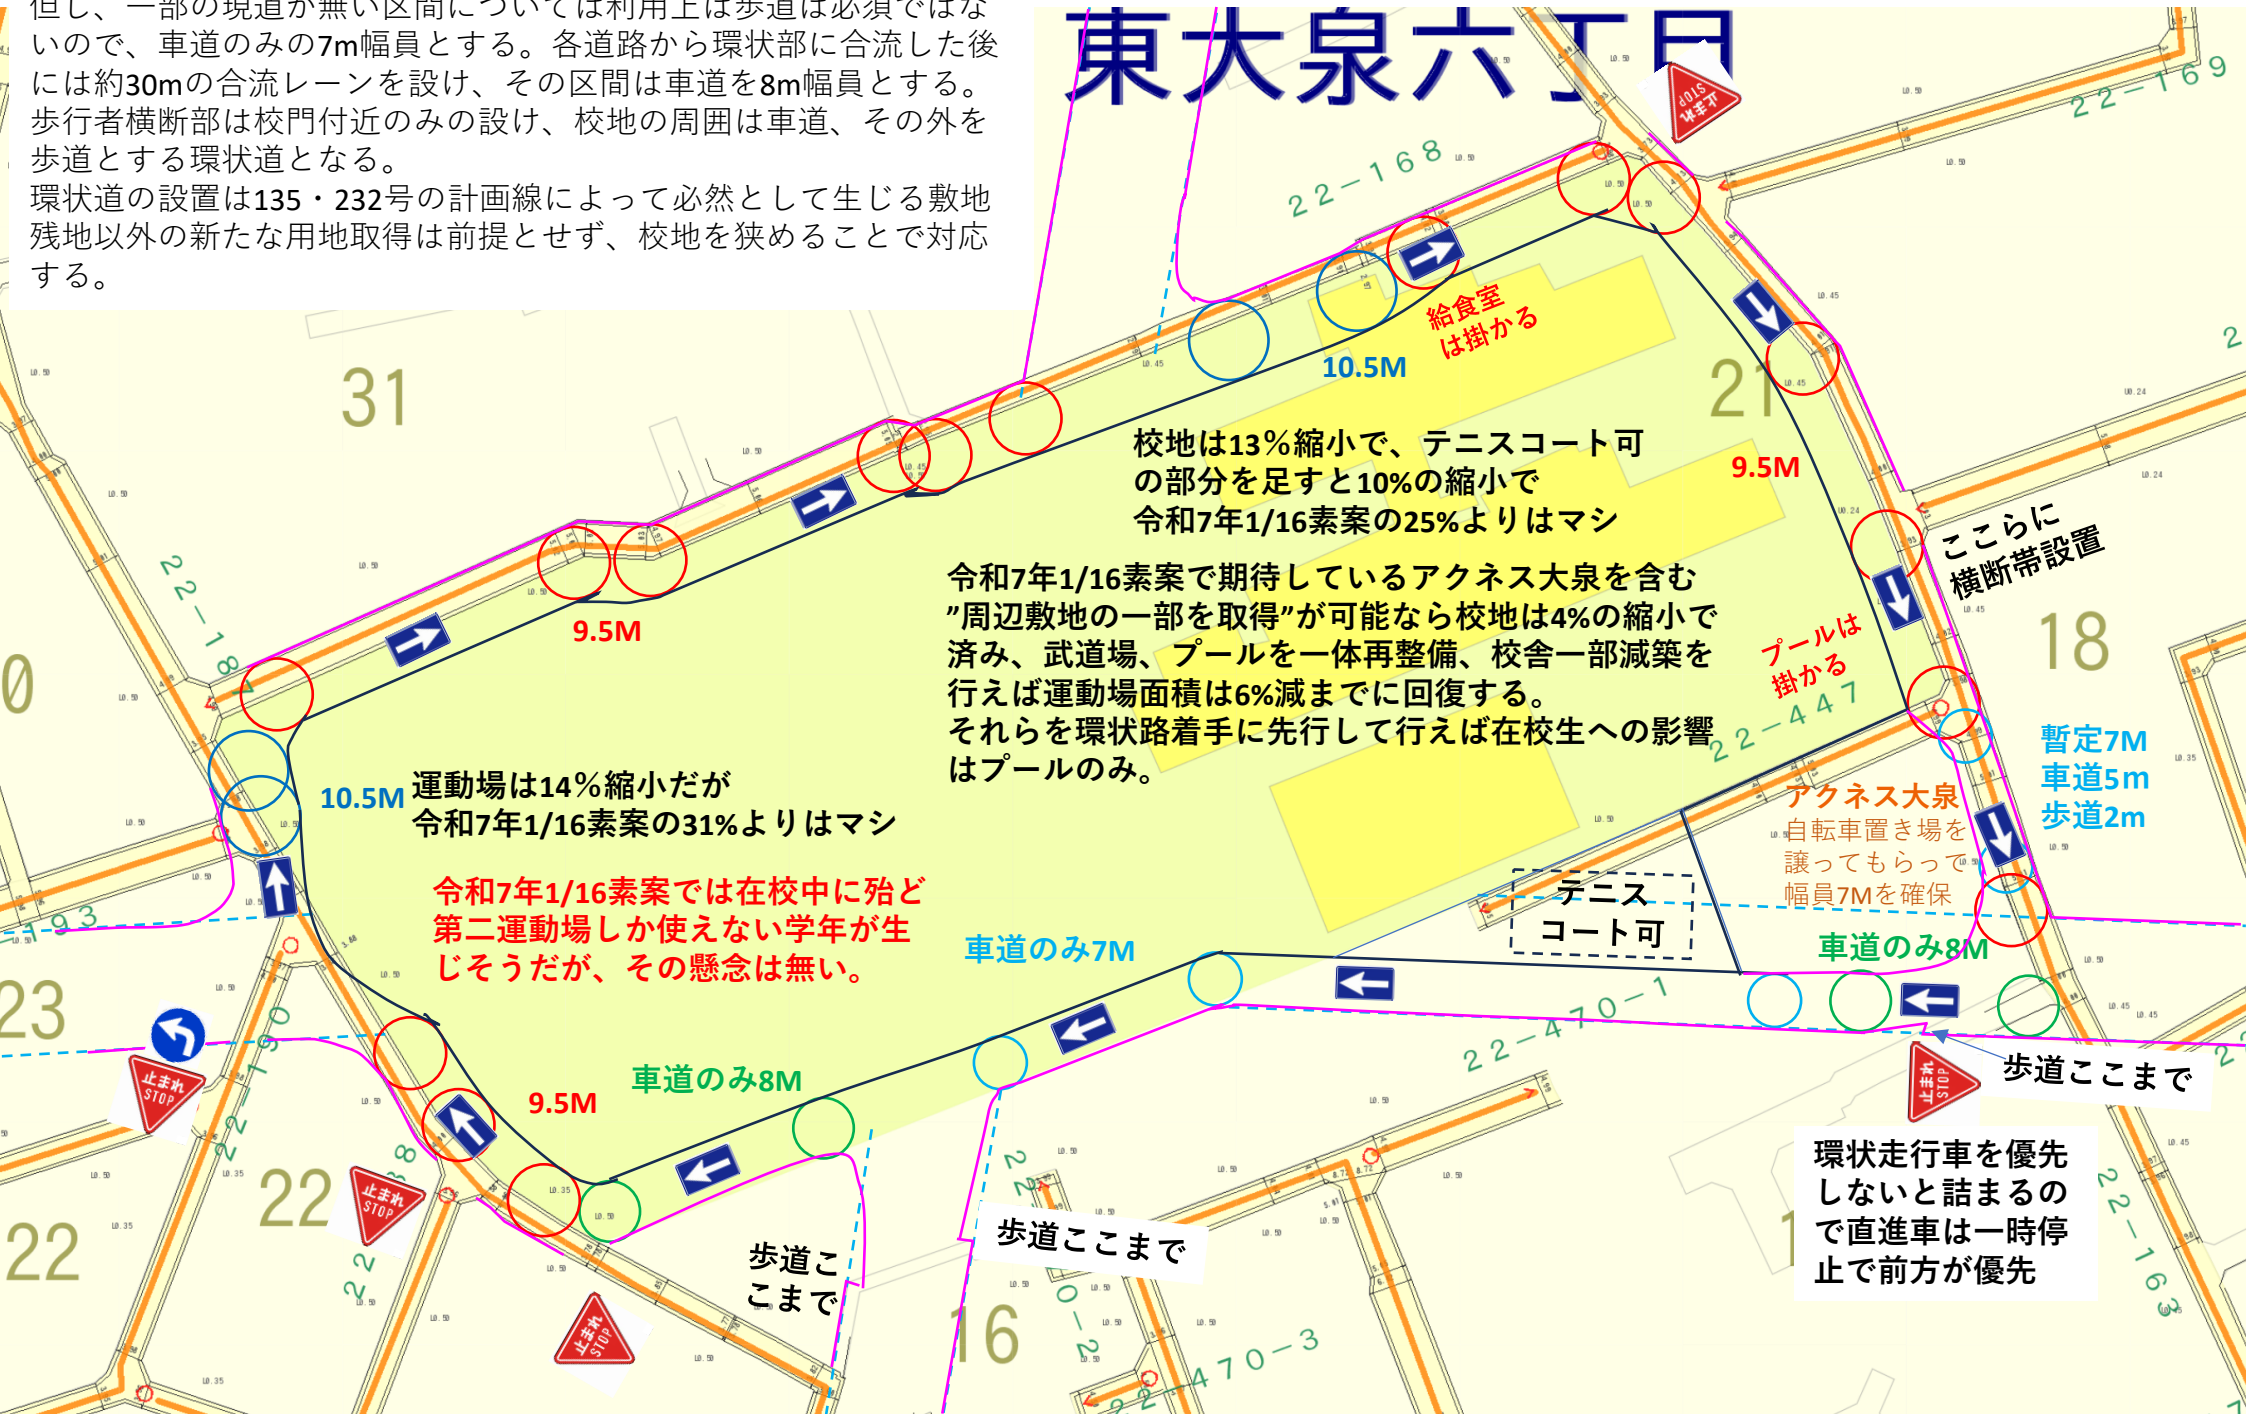 但し、一部の現道が無い区間については利用上は歩道は必須ではな
いので、車道のみの7m幅員とする。各道路から環状部に合流した後
には約30mの合流レーンを設け、その区間は車道を8m幅員とする。
歩行者横断部は校門付近のみの設け、校地の周囲は車道、その外を
歩道とする環状道となる。
環状道の設置は135・232号の計画線によって必然として生じる敷地
残地以外の新たな用地取得は前提とせず、校地を狭めることで対応
する。
東大泉六丁目
止まれ
STOP
22-169
22-168
31
給食室
は掛かる
10.5M
21
9.5M
校地は13%縮小で、テニスコート可
の部分を足すと10%の縮小で
令和7年1/16素案の25%よりはマシ
ここらに
横断帯設置
令和7年1/16素案で期待しているアクネス大泉を含む
”周辺敷地の一部を取得”が可能なら校地は4%の縮小で
済み、武道場、プールを一体再整備、校舎一部減築を
行えば運動場面積は6%減までに回復する。
それらを環状路着手に先行して行えば在校生への影響
はプールのみ。
22-187
9.5M
プールは
掛かる
18
22-447
0
暫定7M
車道5m
歩道2m
10.5M
運動場は14%縮小だが
令和7年1/16素案の31%よりはマシ
アクネス大泉
自転車置き場を
譲ってもらって
幅員7Mを確保
令和7年1/16素案では在校中に殆ど
第二運動場しか使えない学年が生
じそうだが、その懸念は無い。
テニス
コート可
193
車道のみ7M
車道のみ8M
23
22-190
22-470-1
止まれ
STOP
車道のみ8M
9.5M
歩道ここまで
止まれ
STOP
22
止まれ
STOP
環状走行車を優先
しないと詰まるの
で直進車は一時停
止で前方が優先
22
歩道こ
こまで
歩道ここまで
22-163
止まれ
STOP
16
22-470-3